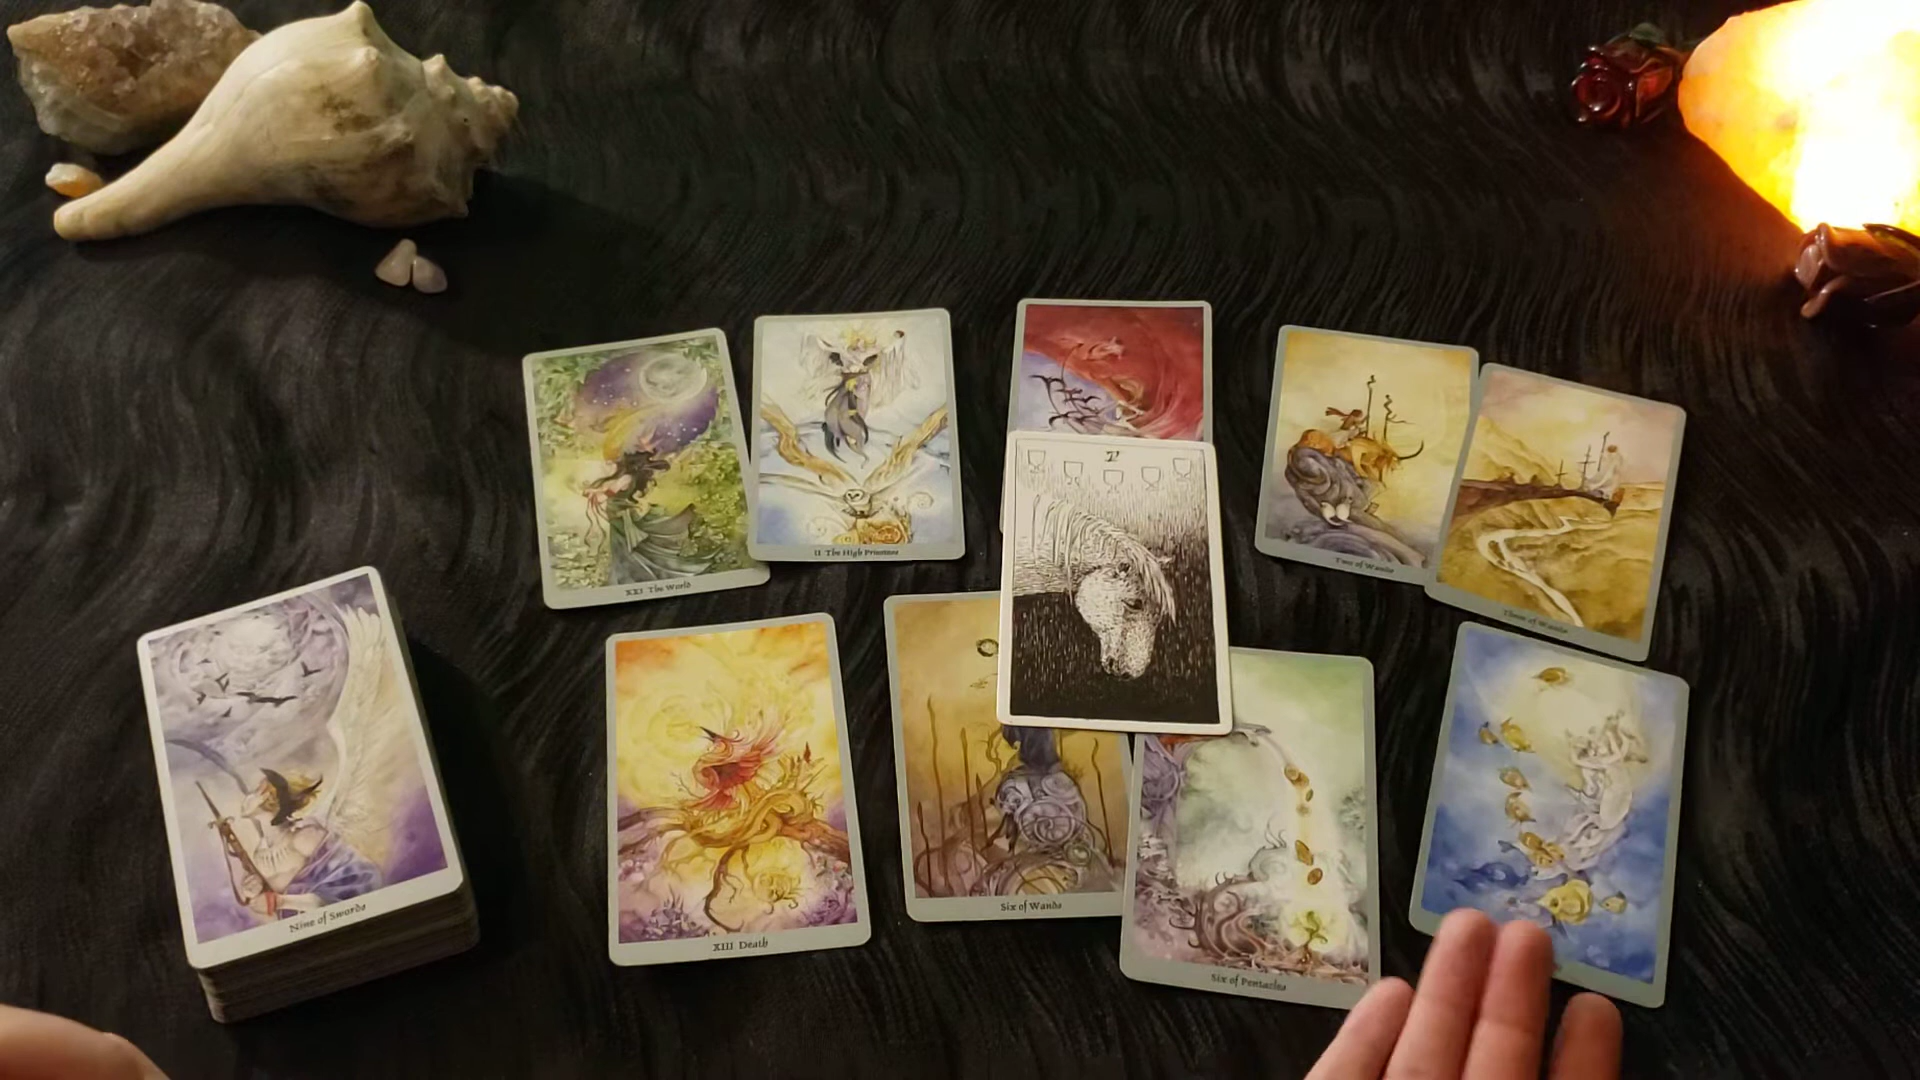 XXI The World
II The High Priestess
Two of Wands
Three of Wands
V
Nine of Swords
XIII Death
Six of Wands
Six of Pentacles